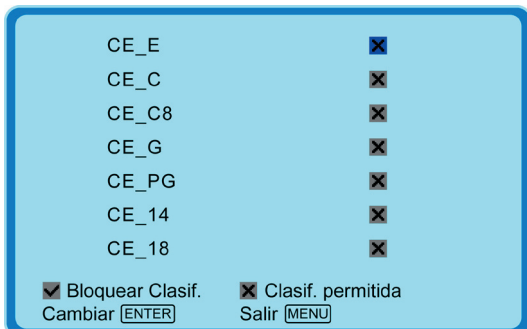 CE_E
CE_C
CE_C8
CE_G
CE_PG
CE_14
CE_18
Bloquear Clasif. Clasif. permitida
Cambiar ENTER Salir MENU